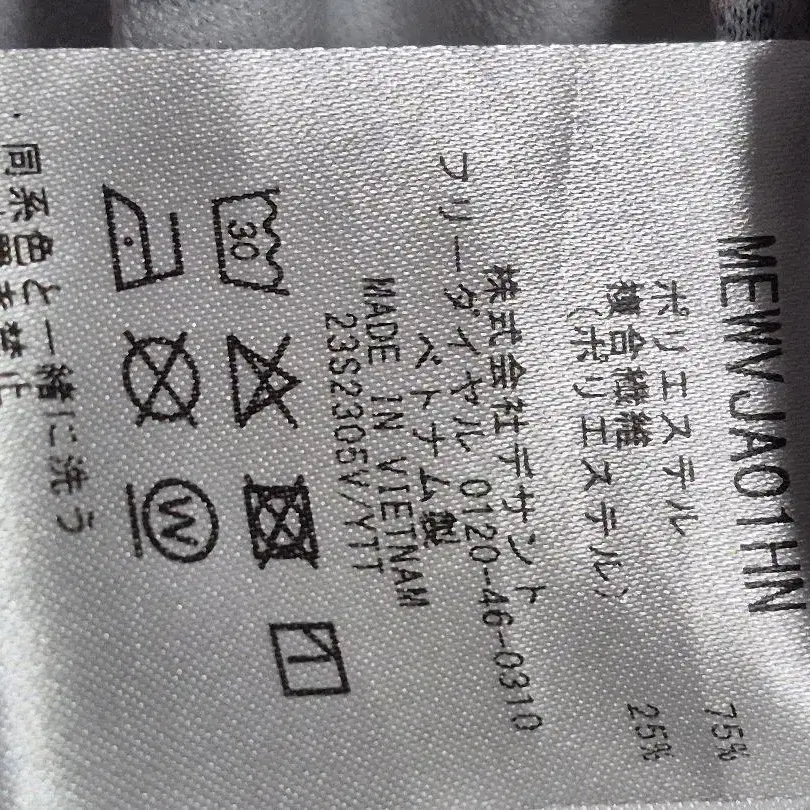 MEWVJA01HN
ポリエステル 75%
複合繊維 25%
(ポリエステル)
株式会社デサント
フリーダイヤル 0120-46-0310
ベトナム製
MADE IN VIETNAM
23S2305V/YTT
30
W
・同系色と一緒に洗う